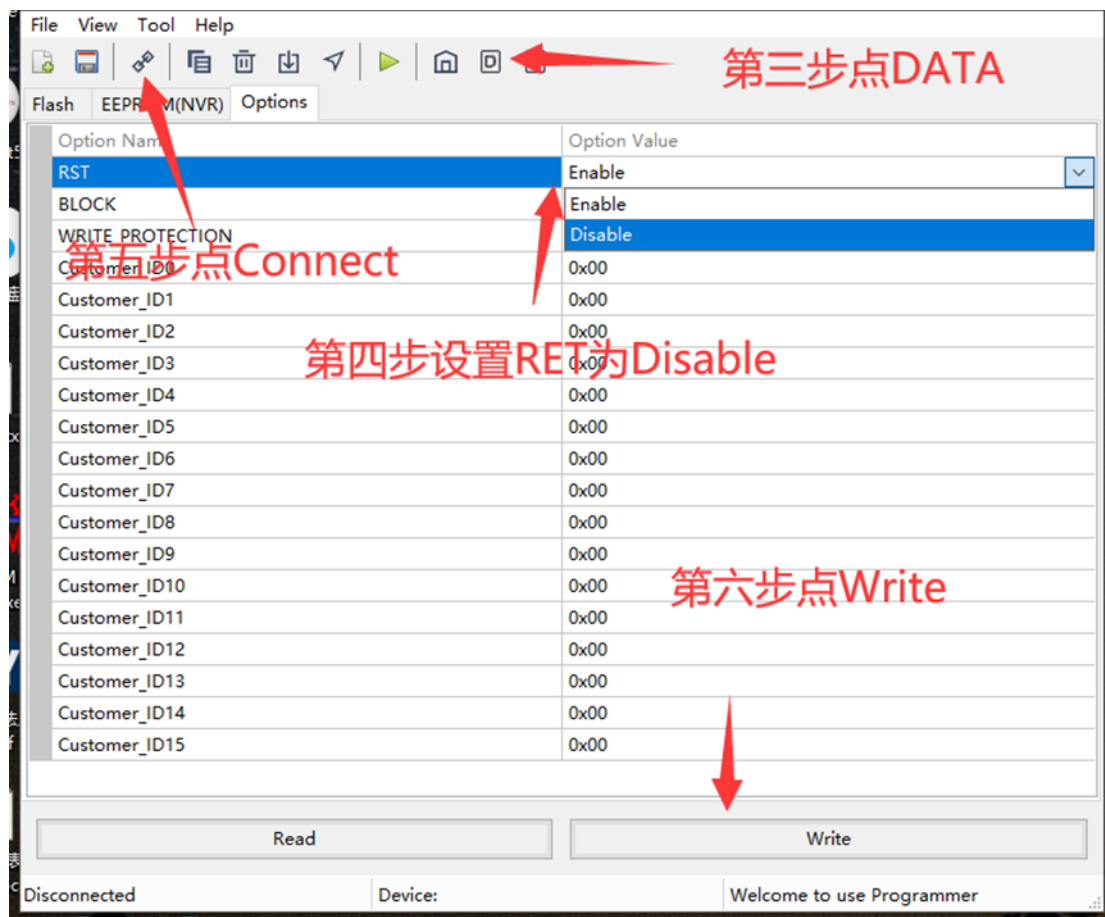 File View Tool Help
第三步点DATA
Flash EEPROM(NVR) Options
Option Name Option Value
RST Enable
BLOCK Enable
WRITE PROTECTION Disable
第五步点Connect
Customer_ID0 0x00
Customer_ID1 0x00
Customer_ID2 0x00
第四步设置RET为Disable
Customer_ID3 0x00
Customer_ID4 0x00
Customer_ID5 0x00
Customer_ID6 0x00
Customer_ID7 0x00
Customer_ID8 0x00
Customer_ID9 0x00
第六步点Write
Customer_ID10 0x00
Customer_ID11 0x00
Customer_ID12 0x00
Customer_ID13 0x00
Customer_ID14 0x00
Customer_ID15 0x00
Read Write
Disconnected Device: Welcome to use Programmer